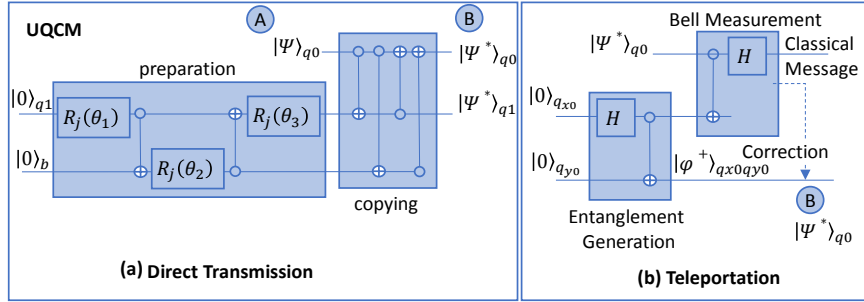 UQCM
A
B
|Ψ⟩q0
|Ψ*⟩q0
preparation
|0⟩q1
Rj(θ1)
Rj(θ3)
|Ψ*⟩q1
|0⟩b
Rj(θ2)
copying
(a) Direct Transmission
Bell Measurement
|Ψ*⟩q0
H
Classical
Message
|0⟩qx0
H
Correction
|0⟩qy0
|φ+⟩qx0qy0
B
Entanglement
Generation
|Ψ*⟩q0
(b) Teleportation